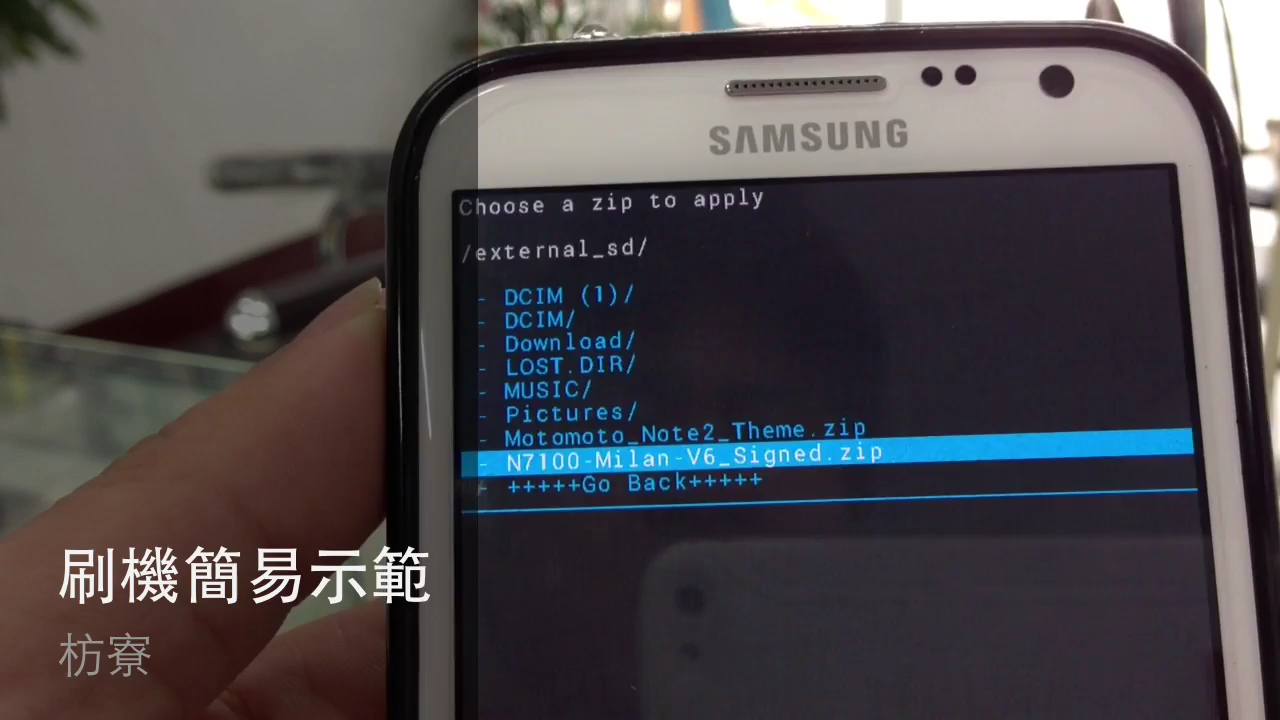 SAMSUNG
Choose a zip to apply
/external_sd/
- DCIM (1)/
- DCIM/
- Download/
- LOST.DIR/
- MUSIC/
- Pictures/
- Motomoto_Note2_Theme.zip
- N7100-Milan-V6_Signed.zip
- +++++Go Back+++++
刷機簡易示範
枋寮